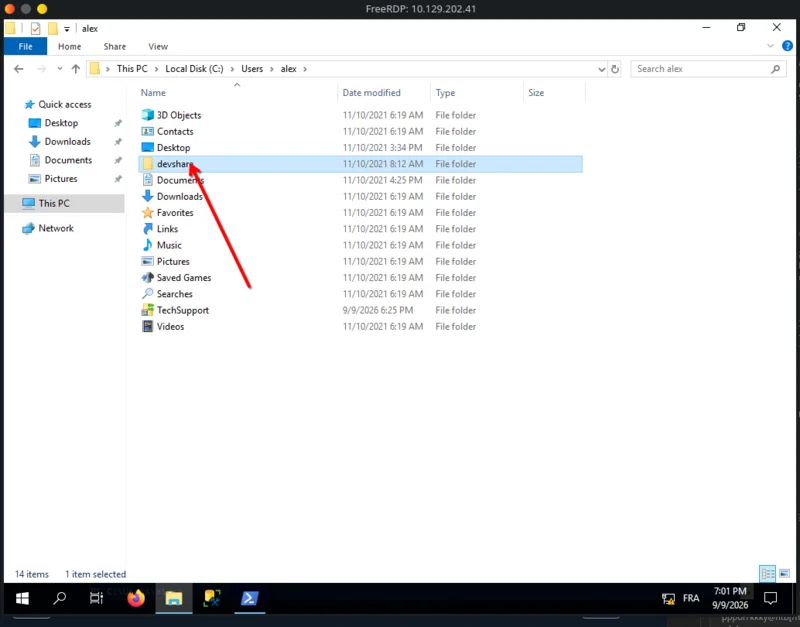 FreeRDP: 10.129.202.41
alex
File Home Share View
This PC Local Disk (C:) Users alex
Search alex
Name Date modified Type Size
Quick access
Desktop
Downloads
Documents
Pictures
This PC
Network
3D Objects 11/10/2021 6:19 AM File folder
Contacts 11/10/2021 6:19 AM File folder
Desktop 11/10/2021 3:34 PM File folder
devshare 11/10/2021 8:12 AM File folder
Documents 11/10/2021 4:25 PM File folder
Downloads 11/10/2021 6:19 AM File folder
Favorites 11/10/2021 6:19 AM File folder
Links 11/10/2021 6:19 AM File folder
Music 11/10/2021 6:19 AM File folder
Pictures 11/10/2021 6:19 AM File folder
Saved Games 11/10/2021 6:19 AM File folder
Searches 11/10/2021 6:19 AM File folder
TechSupport 9/9/2026 6:25 PM File folder
Videos 11/10/2021 6:19 AM File folder
14 items 1 item selected
FRA
7:01 PM
9/9/2026